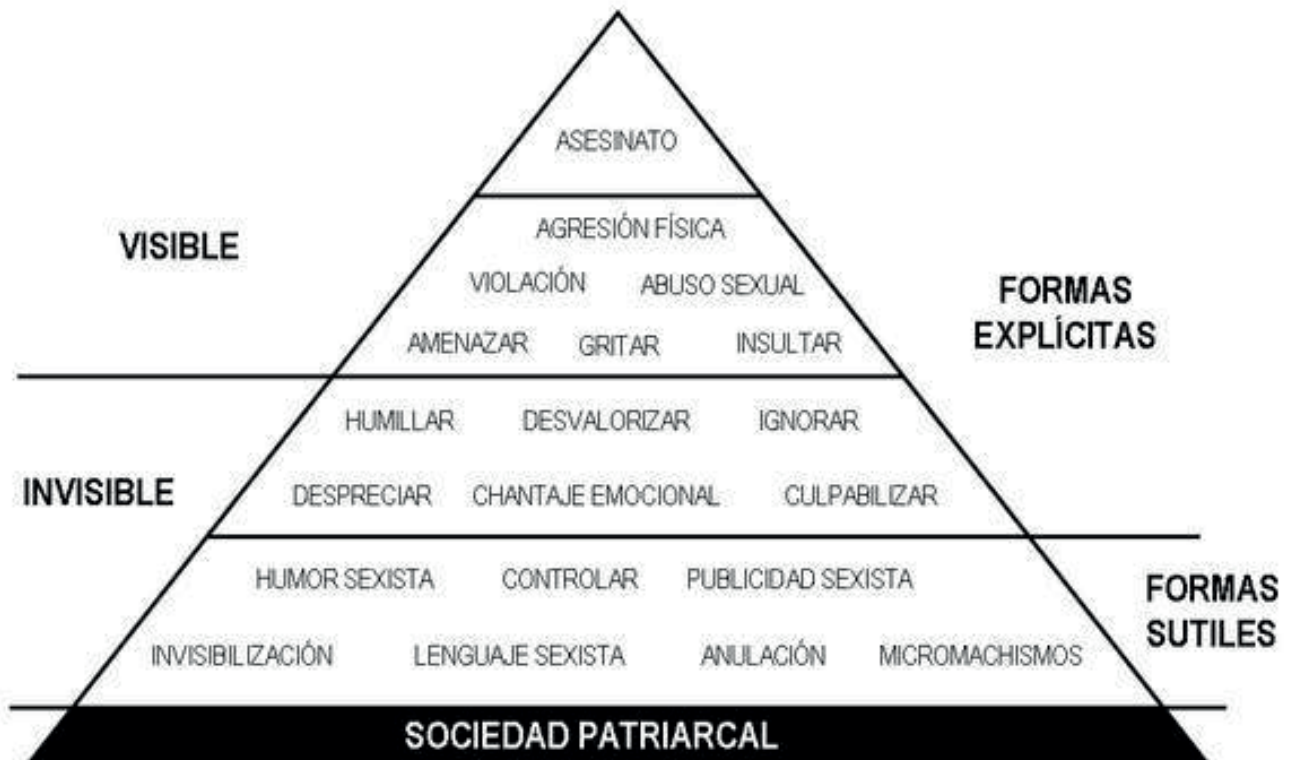 ASESINATO
VISIBLE
AGRESIÓN FÍSICA
VIOLACIÓN ABUSO SEXUAL
AMENAZAR GRITAR INSULTAR
FORMAS
EXPLÍCITAS
HUMILLAR DESVALORIZAR IGNORAR
INVISIBLE
DESPRECIAR CHANTAJE EMOCIONAL CULPABILIZAR
HUMOR SEXISTA CONTROLAR PUBLICIDAD SEXISTA
FORMAS
SUTILES
INVISIBILIZACIÓN LENGUAJE SEXISTA ANULACIÓN MICROMACHISMOS
SOCIEDAD PATRIARCAL